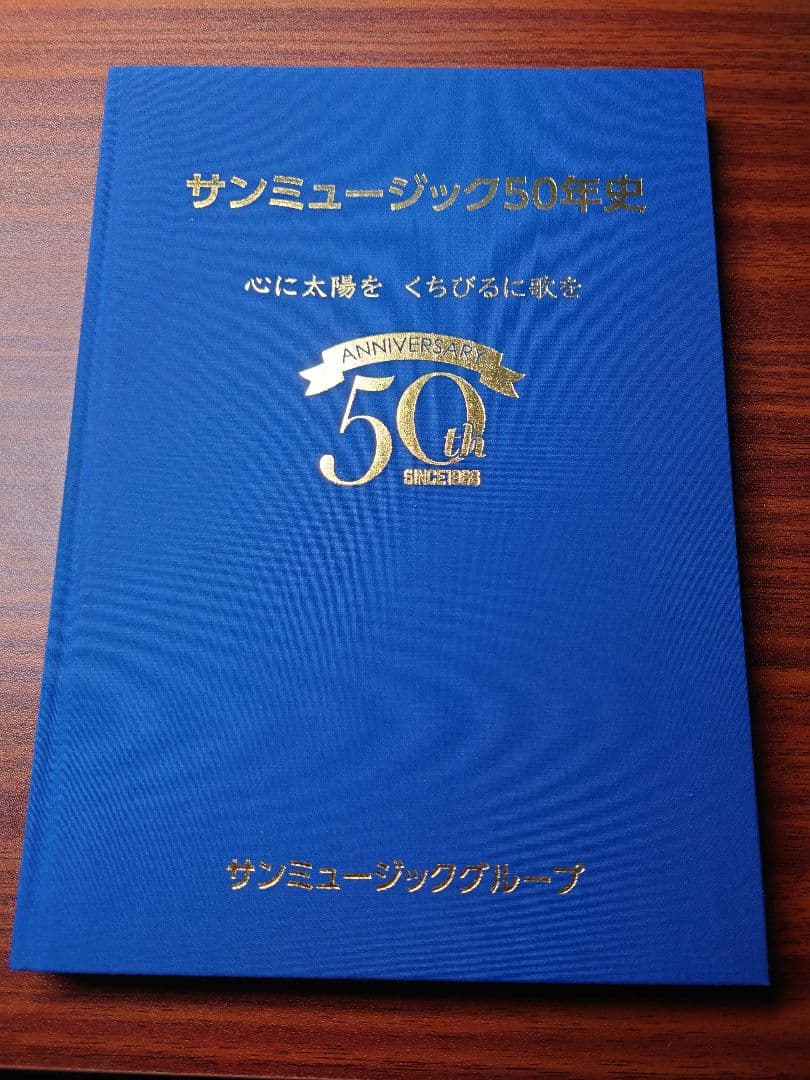 サンミュージック50年史
心に太陽を くちびるに歌を
ANNIVERSARY
50th
SINCE1968
サンミュージックグループ